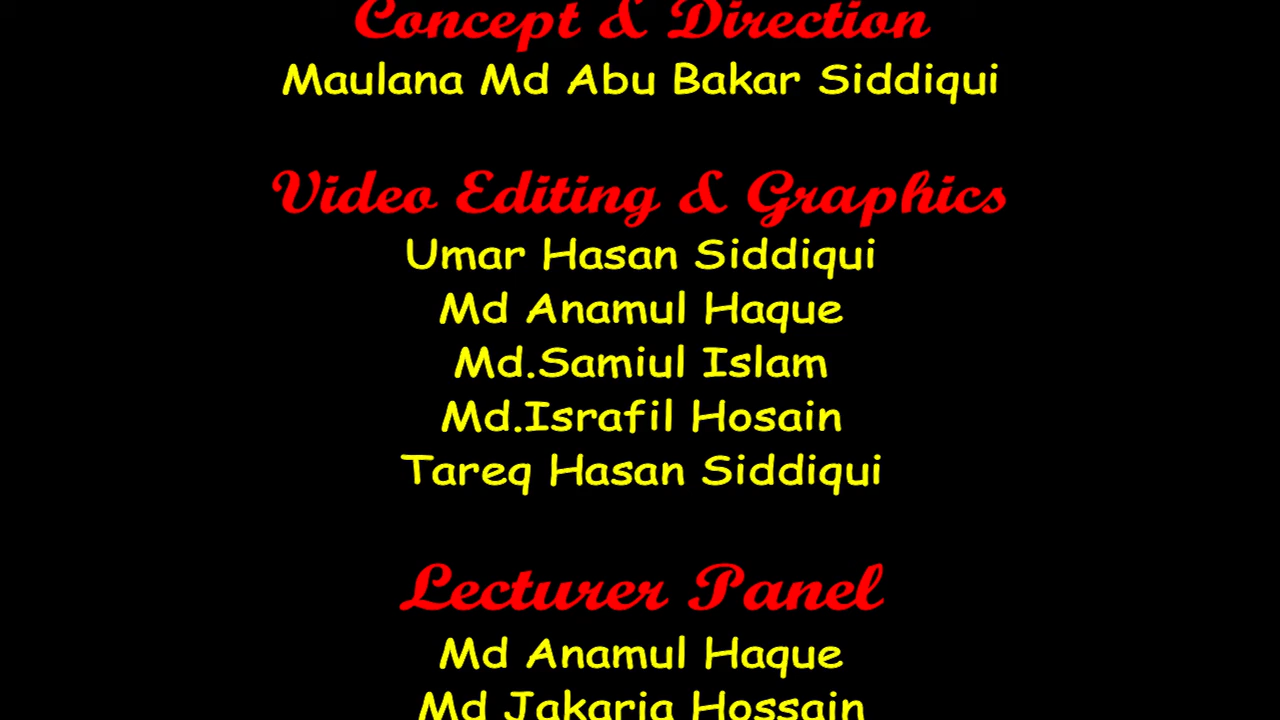 Concept & Direction
Maulana Md Abu Bakar Siddiqui
Video Editing & Graphics
Umar Hasan Siddiqui
Md Anamul Haque
Md.Samiul Islam
Md.Israfil Hosain
Tareq Hasan Siddiqui
Lecturer Panel
Md Anamul Haque
Md Jakaria Hossain